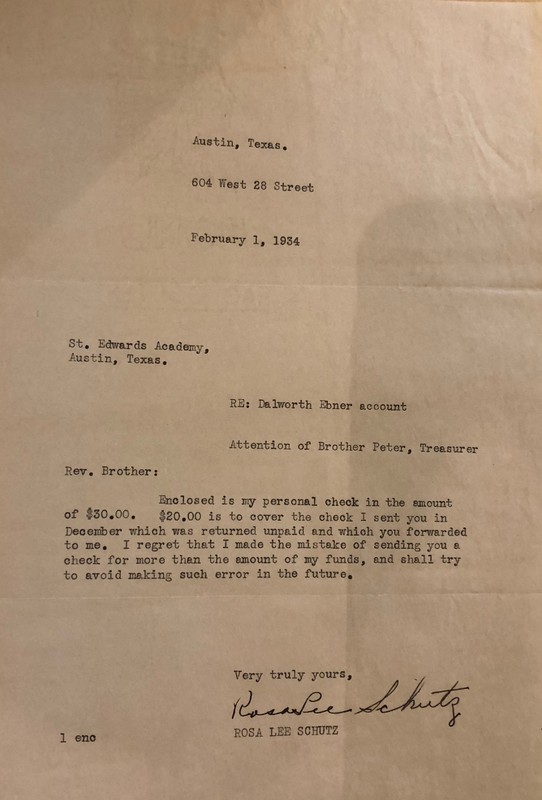 Austin, Texas.
604 West 28 Street
February 1, 1934
St. Edwards Academy,
Austin, Texas.
RE: Dalworth Ebner account
Attention of Brother Peter, Treasurer
Rev. Brother:
Enclosed is my personal check in the amount
of $30.00. $20.00 is to cover the check I sent you in
December which was returned unpaid and which you forwarded
to me. I regret that I made the mistake of sending you a
check for more than the amount of my funds, and shall try
to avoid making such error in the future.
Very truly yours,
Rosa Lee Schutz
ROSA LEE SCHUTZ
1 enc